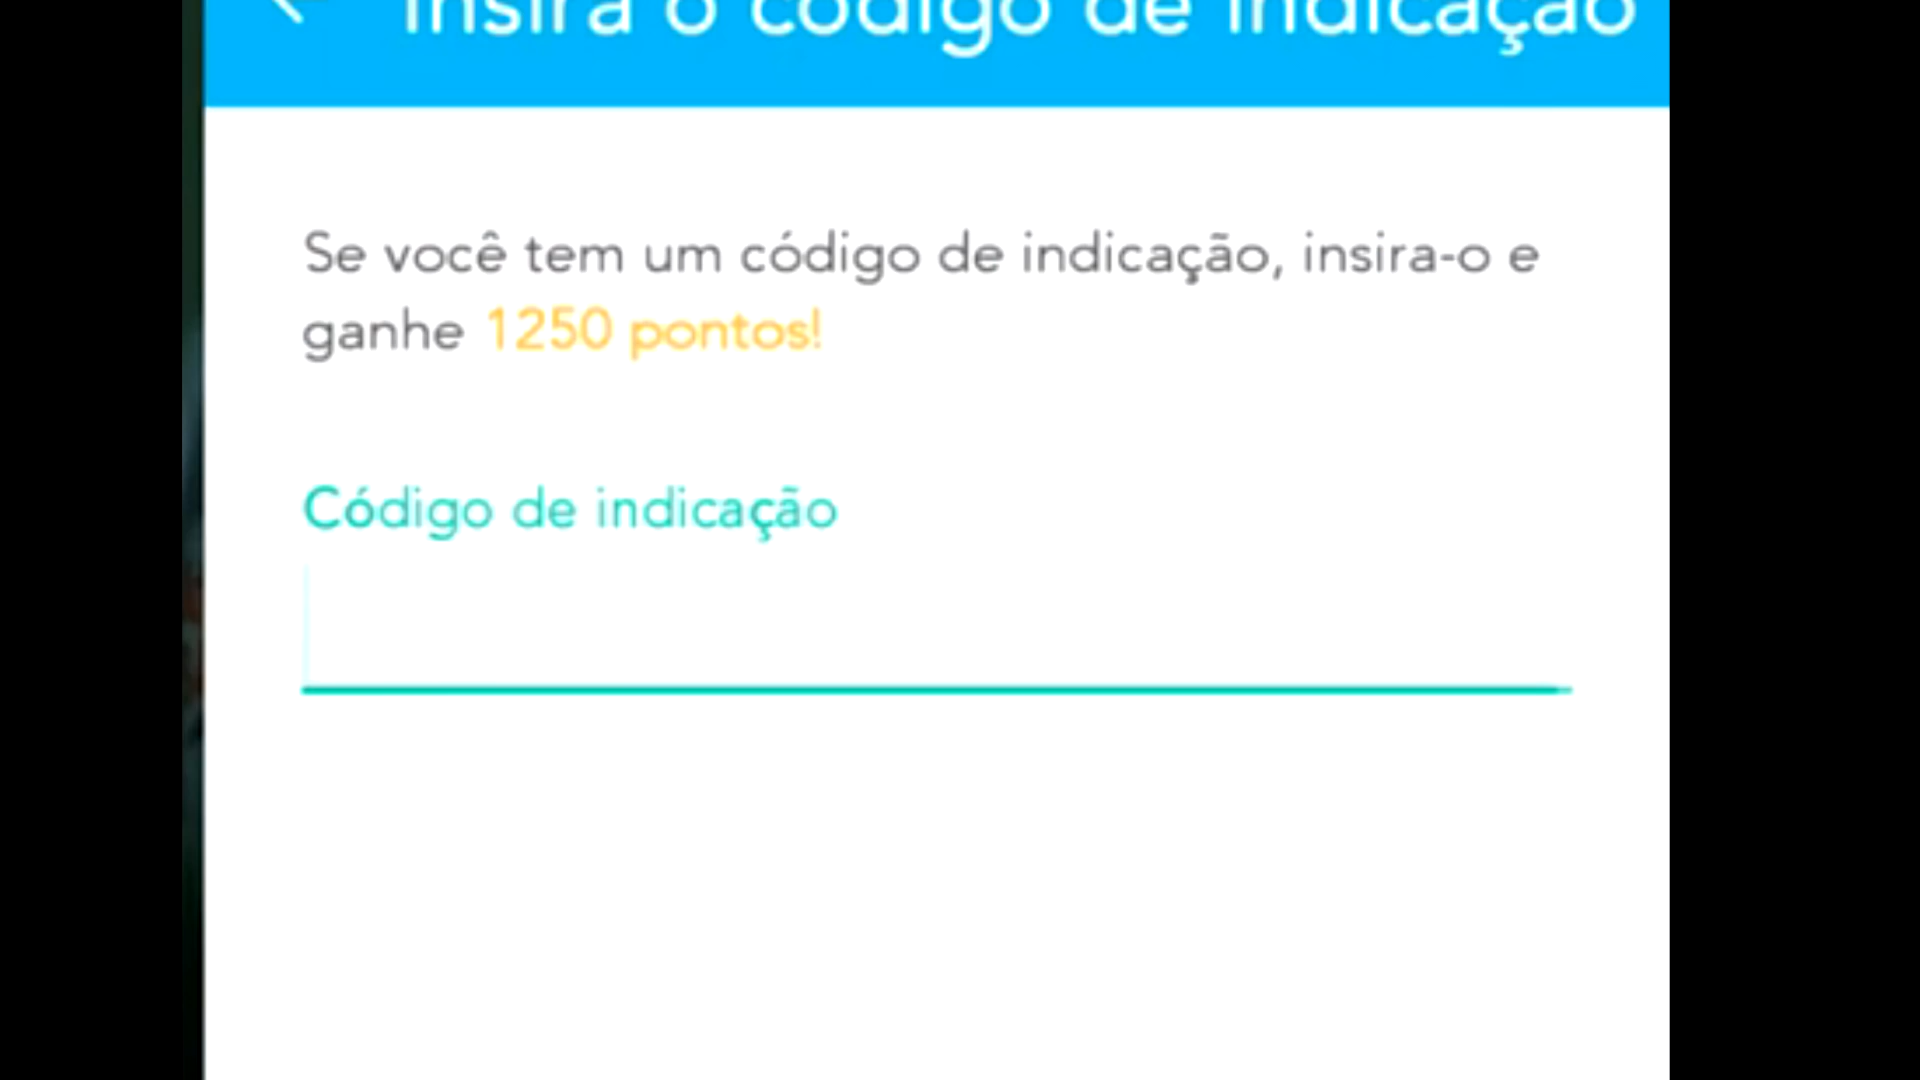 Insira o código de indicação
Se você tem um código de indicação, insira-o e
ganhe 1250 pontos!
Código de indicação